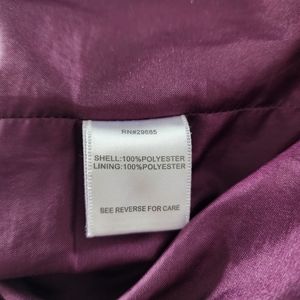 RN#29685
SHELL:100%POLYESTER
LINING:100%POLYESTER
SEE REVERSE FOR CARE